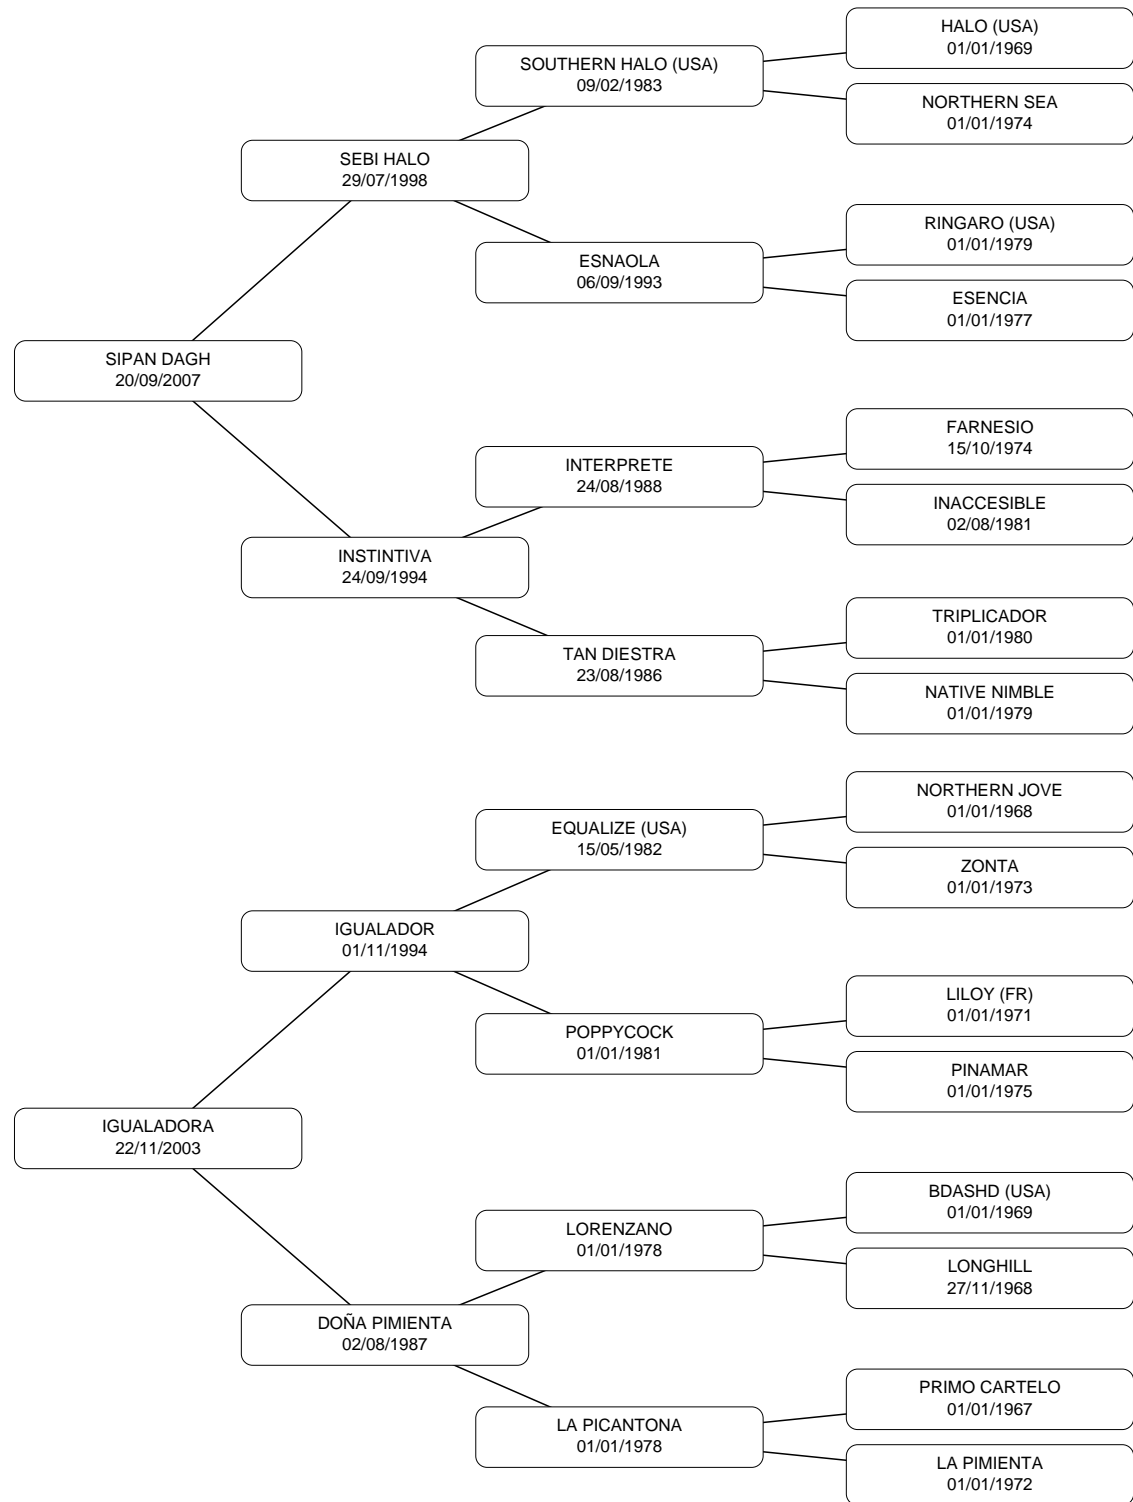 HALO (USA)
01/01/1969
SOUTHERN HALO (USA)
09/02/1983
NORTHERN SEA
01/01/1974
SEBI HALO
29/07/1998
RINGARO (USA)
01/01/1979
ESNAOLA
06/09/1993
ESENCIA
01/01/1977
SIPAN DAGH
20/09/2007
FARNESIO
15/10/1974
INTERPRETE
24/08/1988
INACCESIBLE
02/08/1981
INSTINTIVA
24/09/1994
TRIPLICADOR
01/01/1980
TAN DIESTRA
23/08/1986
NATIVE NIMBLE
01/01/1979
NORTHERN JOVE
01/01/1968
EQUALIZE (USA)
15/05/1982
ZONTA
01/01/1973
IGUALADOR
01/11/1994
LILOY (FR)
01/01/1971
POPPYCOCK
01/01/1981
PINAMAR
01/01/1975
IGUALADORA
22/11/2003
BDASHD (USA)
01/01/1969
LORENZANO
01/01/1978
LONGHILL
27/11/1968
DOÑA PIMIENTA
02/08/1987
PRIMO CARTELO
01/01/1967
LA PICANTONA
01/01/1978
LA PIMIENTA
01/01/1972